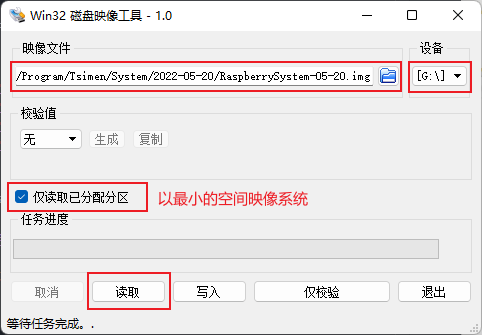 Win32 磁盘映像工具 - 1.0
映像文件
设备
/Program/Tsimen/System/2022-05-20/RaspberrySystem-05-20.img
[G:\]
校验值
无
生成
复制
仅读取已分配分区
以最小的空间映像系统
任务进度
取消
读取
写入
仅校验
退出
等待任务完成。.